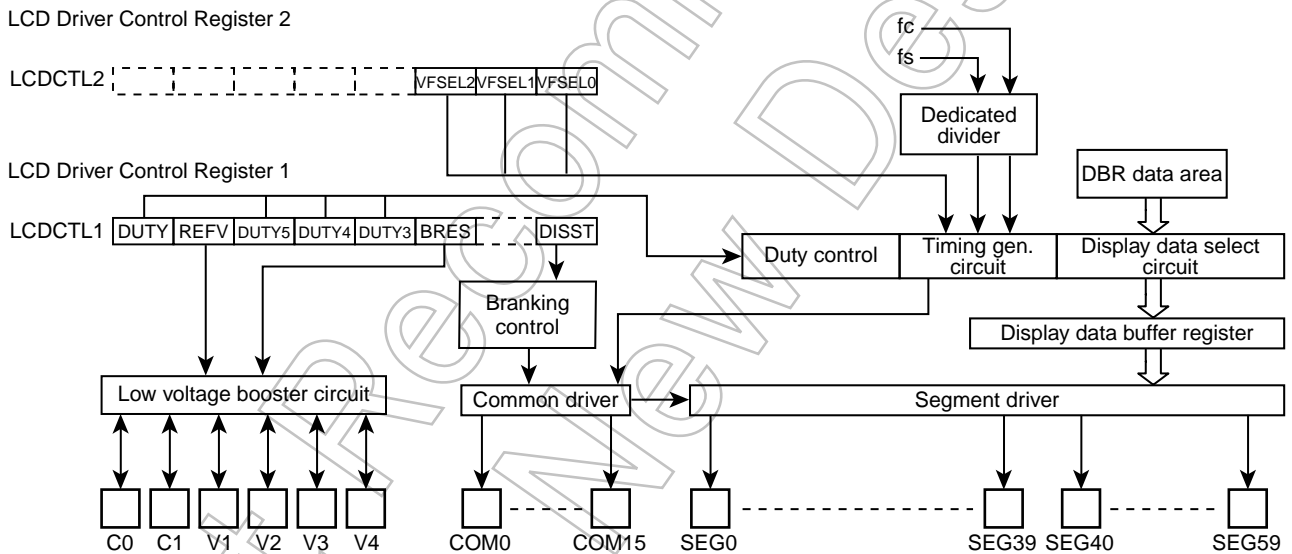 LCD Driver Control Register 2
fc
fs
LCDCTL2
VFSEL2 VFSEL1 VFSEL0
Dedicated
divider
LCD Driver Control Register 1
DBR data area
LCDCTL1
DUTY REFV DUTY5 DUTY4 DUTY3 BRES DISST
Duty control
Timing gen.
circuit
Display data select
circuit
Branking
control
Display data buffer register
Low voltage booster circuit
Common driver
Segment driver
C0 C1 V1 V2 V3 V4 COM0 COM15 SEG0 SEG39 SEG40 SEG59